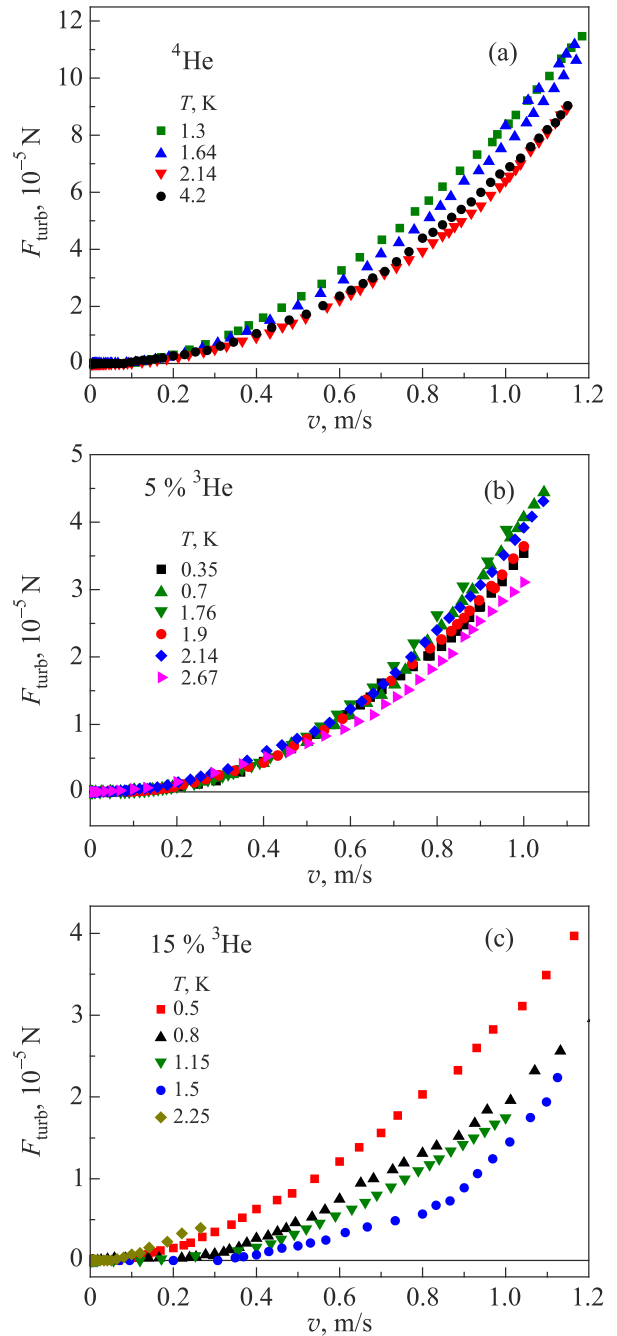 12
10
8
6
4
2
0
F_turb, 10⁻⁵ N
⁴He
(a)
T, K
1.3
1.64
2.14
4.2
0 0.2 0.4 0.6 0.8 1.0 1.2
v, m/s
5
4
3
2
1
0
F_turb, 10⁻⁵ N
5 % ³He
(b)
T, K
0.35
0.7
1.76
1.9
2.14
2.67
0 0.2 0.4 0.6 0.8 1.0
v, m/s
4
3
2
1
0
F_turb, 10⁻⁵ N
15 % ³He
(c)
T, K
0.5
0.8
1.15
1.5
2.25
0 0.2 0.4 0.6 0.8 1.0 1.2
v, m/s